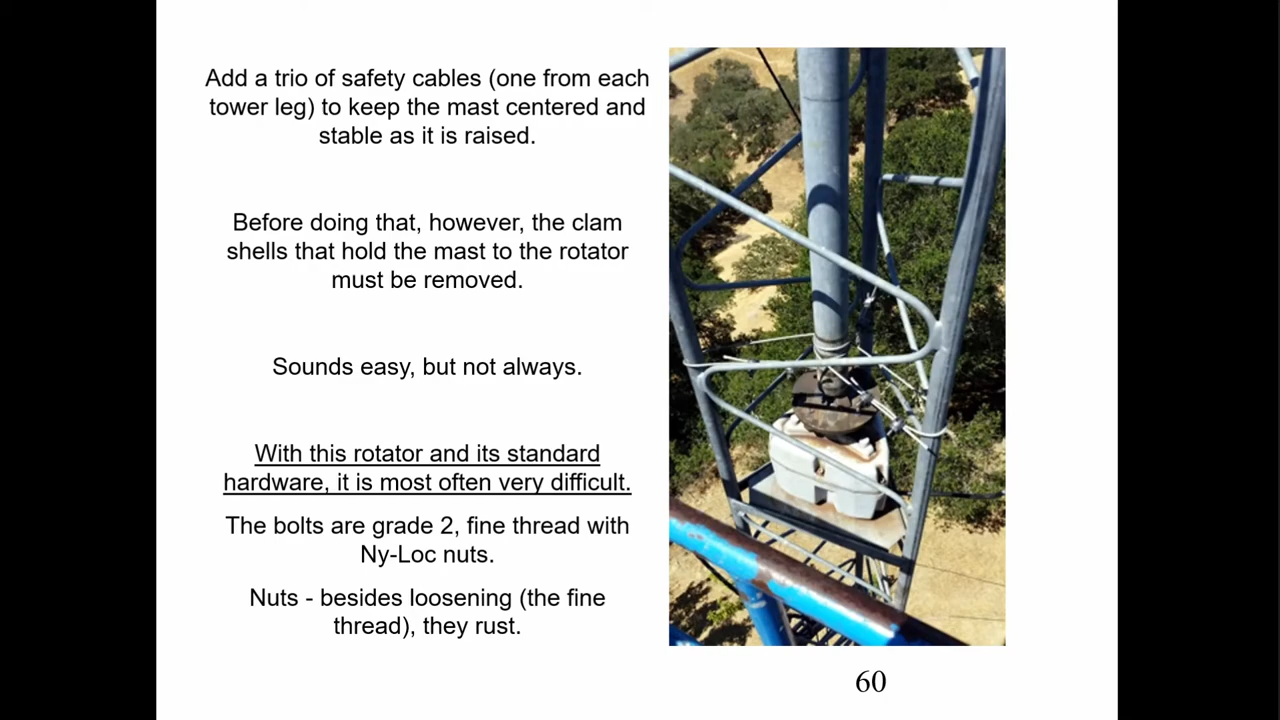 Add a trio of safety cables (one from each
tower leg) to keep the mast centered and
stable as it is raised.
Before doing that, however, the clam
shells that hold the mast to the rotator
must be removed.
Sounds easy, but not always.
With this rotator and its standard
hardware, it is most often very difficult.
The bolts are grade 2, fine thread with
Ny-Loc nuts.
Nuts - besides loosening (the fine
thread), they rust.
60